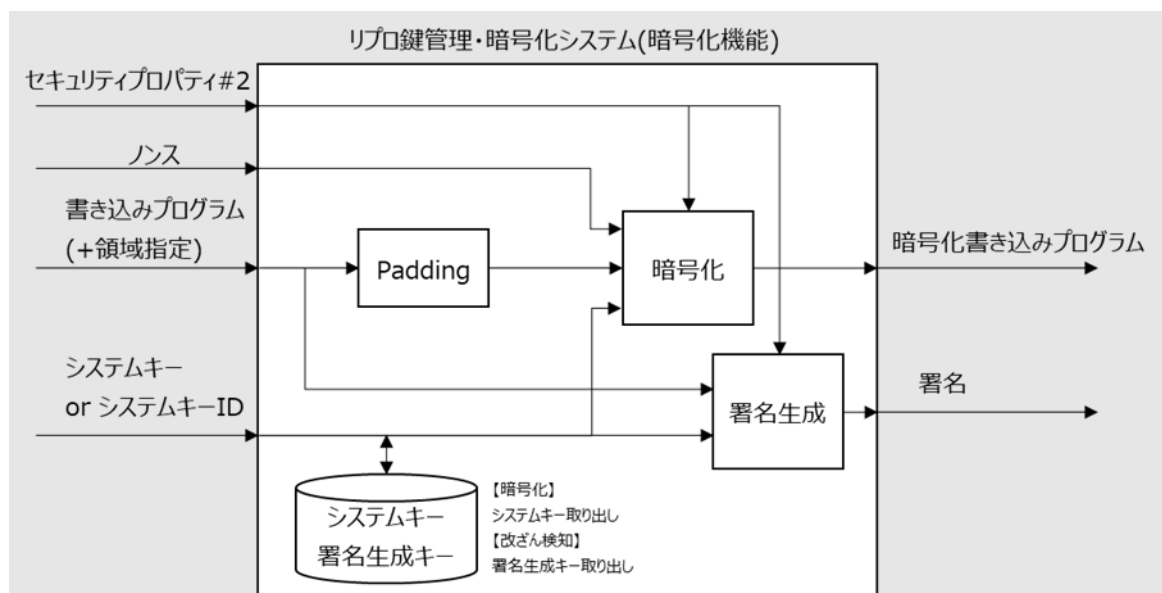 リプロ鍵管理・暗号化システム(暗号化機能)
セキュリティプロパティ#2
ノンス
書き込みプログラム
(+領域指定)
Padding
暗号化
暗号化書き込みプログラム
システムキー
or システムキーID
署名生成
署名
システムキー
署名生成キー
【暗号化】
システムキー取り出し
【改ざん検知】
署名生成キー取り出し